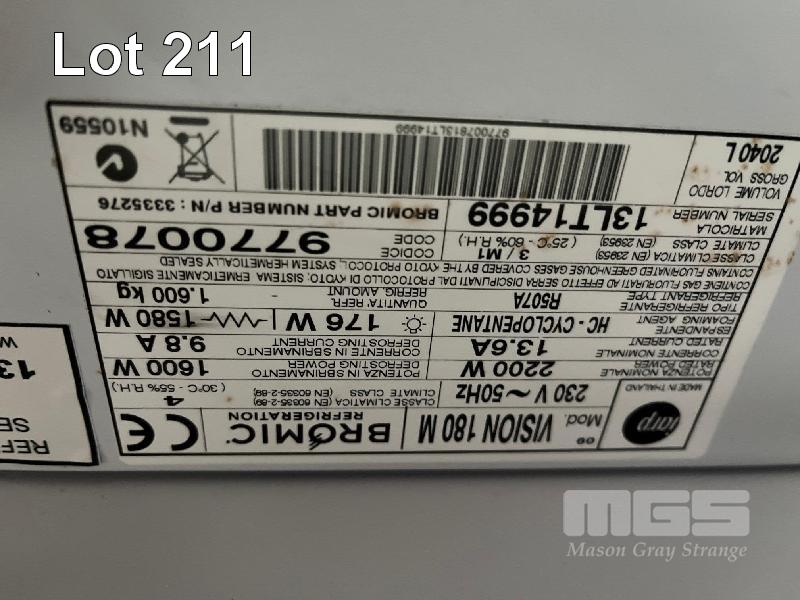 Lot 211
iarp
MADE IN THAILAND
Mod.
VISION 180 M
BROMIC
REFRIGERATION
CE
230 V ~ 50Hz
CLASSE CLIMATICA (EN 60335-2-89)
CLIMATE CLASS (EN 60335-2-89)
4
( 30°C - 55% R.H.)
POTENZA NOMINALE
RATED POWER
2200 W
POTENZA IN SBRINAMENTO
DEFROSTING POWER
1600 W
CORRENTE NOMINALE
RATED CURRENT
13.6A
CORRENTE IN SBRINAMENTO
DEFROSTING CURRENT
9.8 A
ESPANDENTE
FOAMING AGENT
HC - CYCLOPENTANE
176 W
1580 W
TIPO REFRIGERANTE
REFRIGERANT TYPE
R507A
QUANTITA REFR.
REFRIG. AMOUNT
1.600 kg
CONTIENE GAS FLUORURATI AD EFFETTO SERRA DISCIPLINATI DAL PROTOCOLLO DI KYOTO; SISTEMA ERMETICAMENTE SIGILLATO
CONTAINS FLUORINATED GREENHOUSE GASES COVERED BY THE KYOTO PROTOCOL HERMETICALLY SEALED
CLASSE CLIMATICA (EN 23953)
CLIMATE CLASS (EN 23953)
3 / M1
( 25°C - 60% R.H.)
CODICE
CODE
9770078
MATRICOLA
SERIAL NUMBER
13LT14999
BROMIC PART NUMBER P/N : 3335276
VOLUME LORDO
GROSS VOL
2040 L
977007813LT14999
N10559
REF
SE
13
W
MGS
Mason Gray Strange